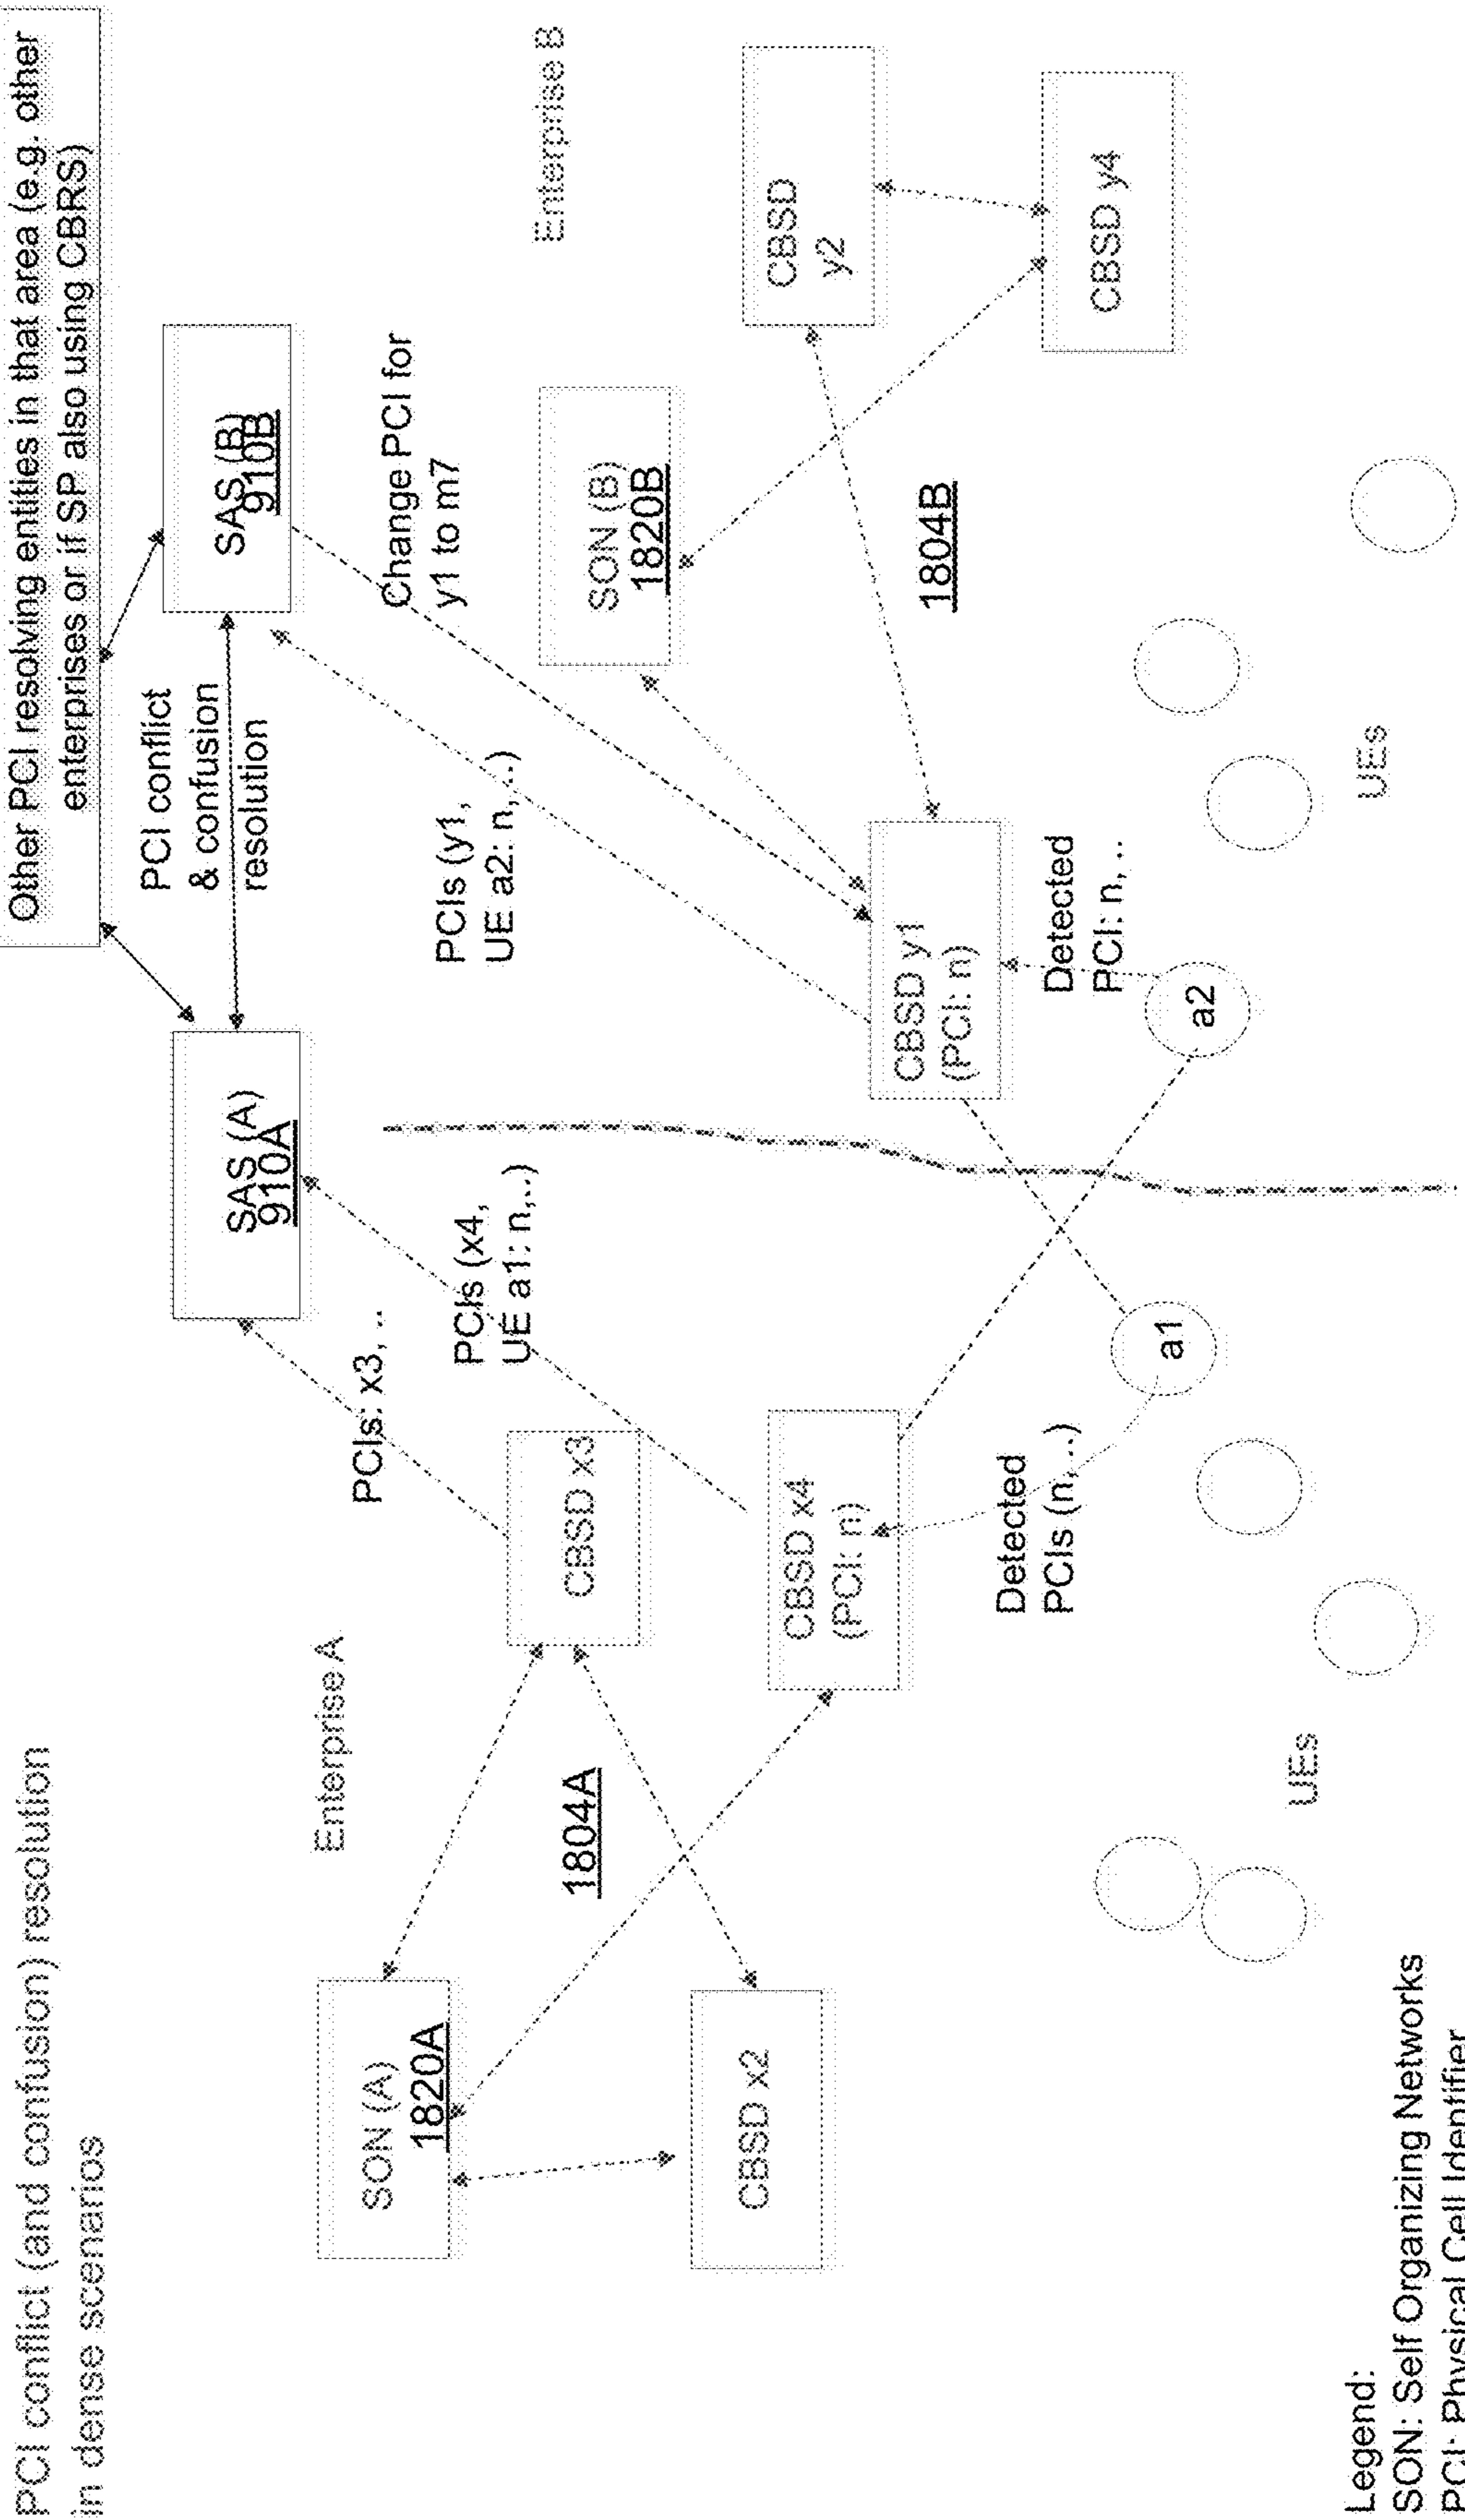 PCI conflict (and confusion) resolution
in dense scenarios
Other PCI resolving entities in that area (e.g. other
enterprises or if SP also using CBRS)
SAS (A)
910A
PCI conflict
& confusion
resolution
SAS (B)
910B
Enterprise A
PCIs: x3, ..
PCIs (x4,
UE a1: n,..)
PCIs (y1,
UE a2: n,..)
Change PCI for
y1 to m7
Enterprise B
SON (A)
1820A
1804A
CBSD x3
SON (B)
1820B
CBSD x2
CBSD x4
(PCI: n)
CBSD y1
(PCI: n)
1804B
CBSD
y2
CBSD y4
Detected
PCIs (n,..)
Detected
PCI: n,..
a1
a2
UEs
UEs
Legend:
SON: Self Organizing Networks
PCI: Physical Cell Identifier